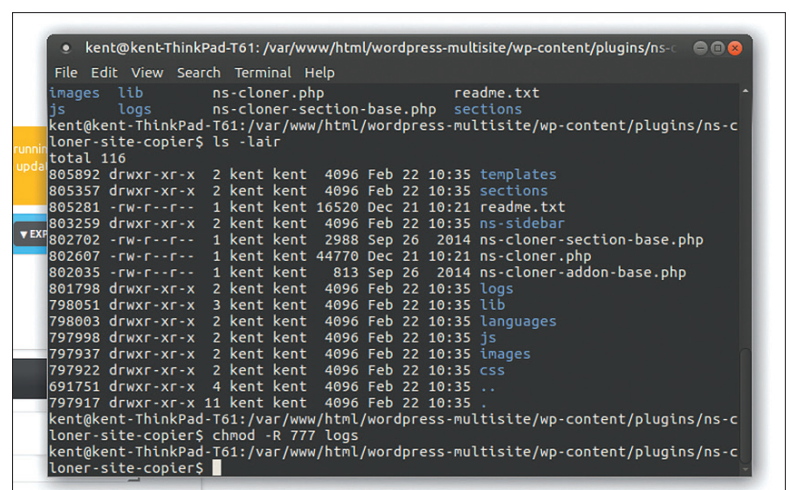 kent@kent-ThinkPad-T61: /var/www/html/wordpress-multisite/wp-content/plugins/ns-
File Edit View Search Terminal Help
images lib ns-cloner.php readme.txt
js logs ns-cloner-section-base.php sections
kent@kent-ThinkPad-T61:/var/www/html/wordpress-multisite/wp-content/plugins/ns-c
loner-site-copier$ ls -lair
total 116
805892 drwxr-xr-x 2 kent kent 4096 Feb 22 10:35 templates
805357 drwxr-xr-x 2 kent kent 4096 Feb 22 10:35 sections
805281 -rw-r--r-- 1 kent kent 16520 Dec 21 10:21 readme.txt
803259 drwxr-xr-x 2 kent kent 4096 Feb 22 10:35 ns-sidebar
802702 -rw-r--r-- 1 kent kent 2988 Sep 26 2014 ns-cloner-section-base.php
802607 -rw-r--r-- 1 kent kent 44770 Dec 21 10:21 ns-cloner.php
802035 -rw-r--r-- 1 kent kent 813 Sep 26 2014 ns-cloner-addon-base.php
801798 drwxr-xr-x 2 kent kent 4096 Feb 22 10:35 logs
798051 drwxr-xr-x 3 kent kent 4096 Feb 22 10:35 lib
798003 drwxr-xr-x 2 kent kent 4096 Feb 22 10:35 languages
797998 drwxr-xr-x 2 kent kent 4096 Feb 22 10:35 js
797937 drwxr-xr-x 2 kent kent 4096 Feb 22 10:35 images
797922 drwxr-xr-x 2 kent kent 4096 Feb 22 10:35 css
691751 drwxr-xr-x 4 kent kent 4096 Feb 22 10:35 ..
797917 drwxr-xr-x 11 kent kent 4096 Feb 22 10:35 .
kent@kent-ThinkPad-T61:/var/www/html/wordpress-multisite/wp-content/plugins/ns-c
loner-site-copier$ chmod -R 777 logs
kent@kent-ThinkPad-T61:/var/www/html/wordpress-multisite/wp-content/plugins/ns-c
loner-site-copier$